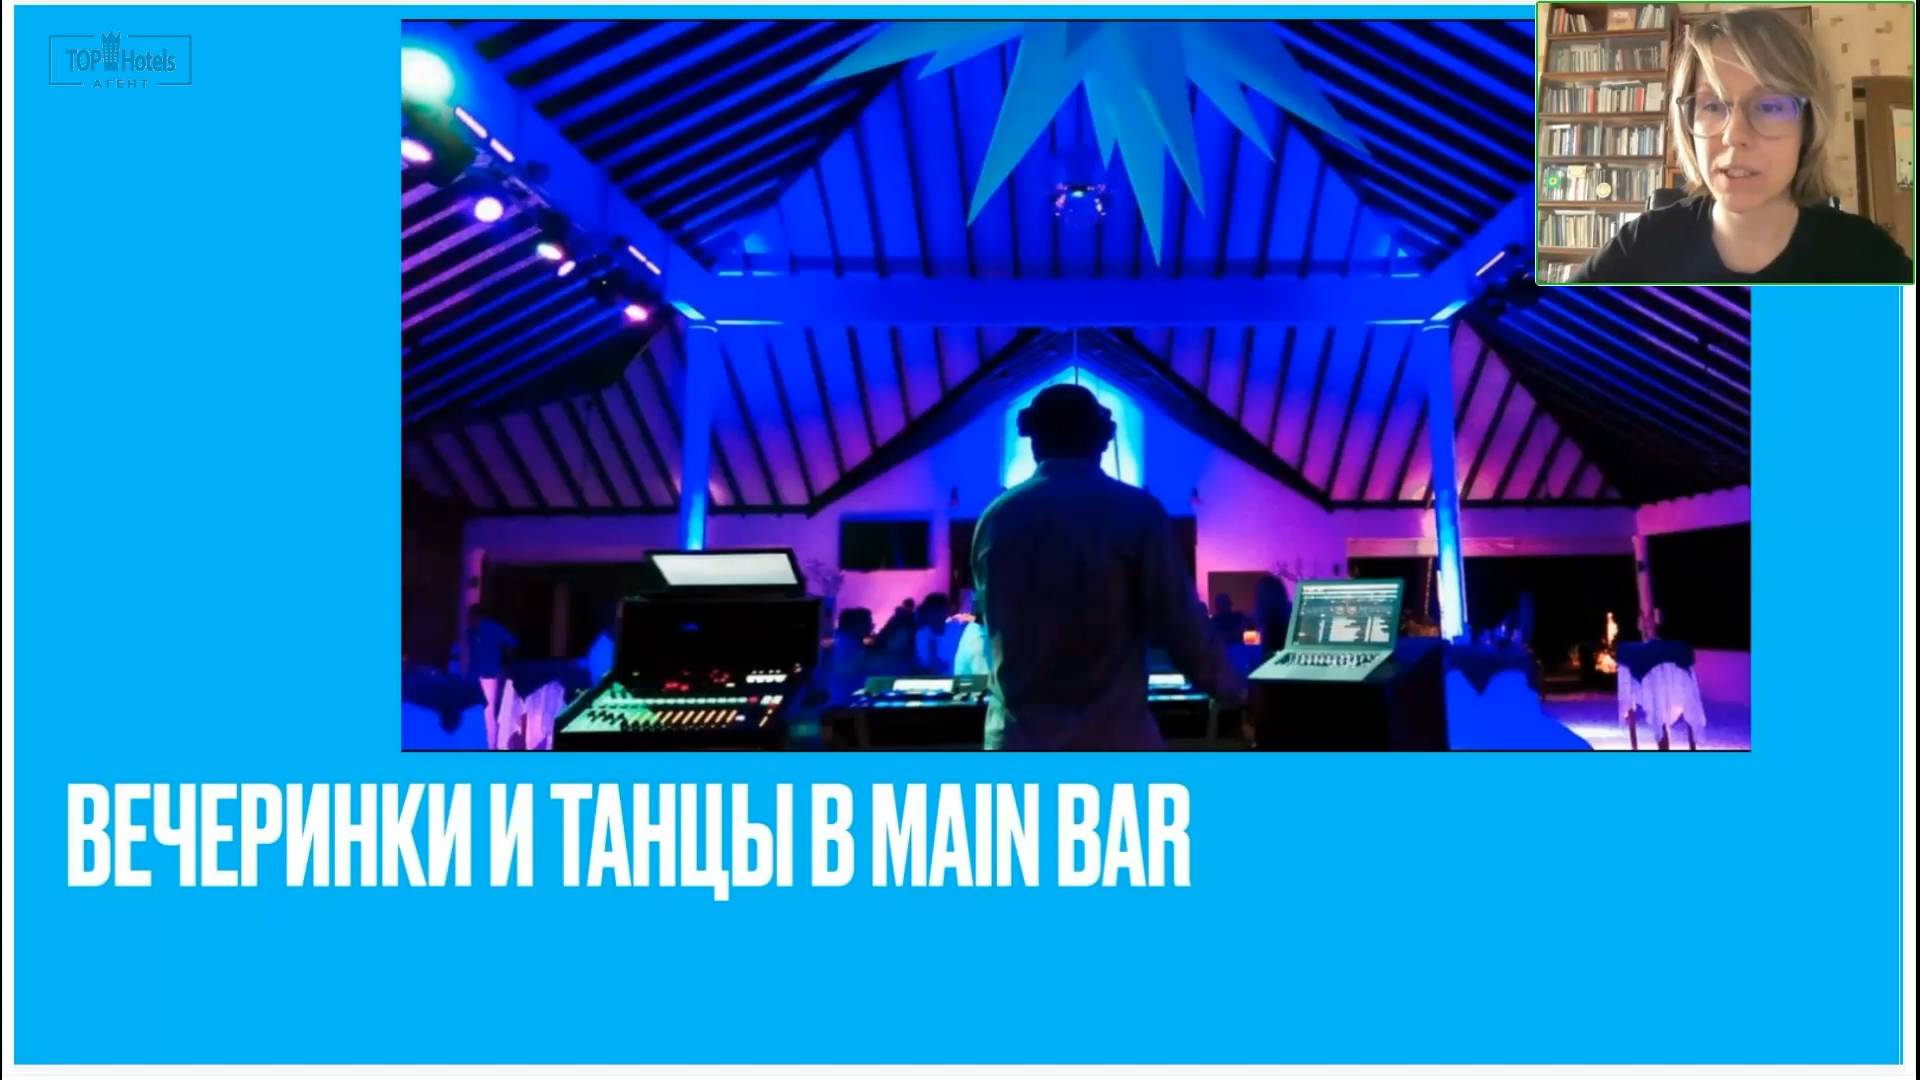 TOP Hotels
АГЕНТ
ВЕЧЕРИНКИ И ТАНЦЫ В MAIN BAR